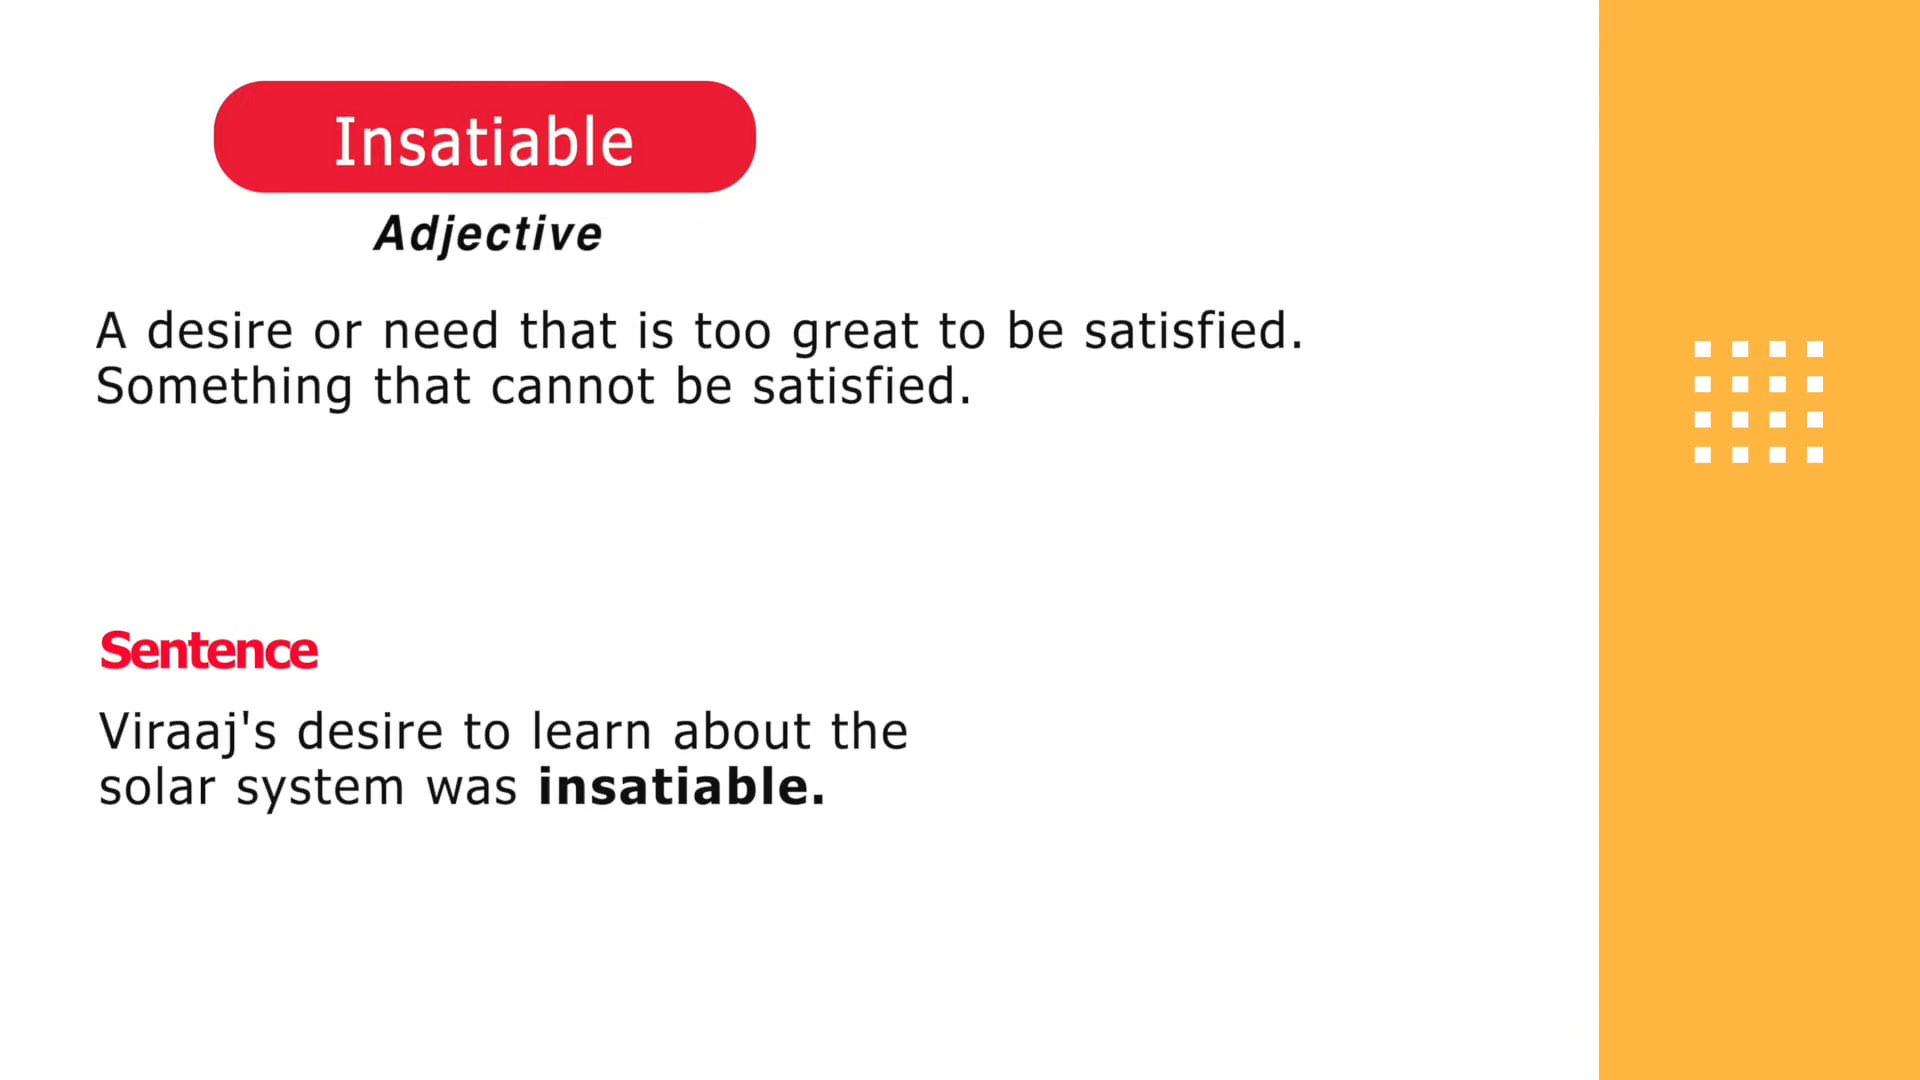 Insatiable
Adjective
A desire or need that is too great to be satisfied.
Something that cannot be satisfied.
Sentence
Viraaj's desire to learn about the
solar system was insatiable.